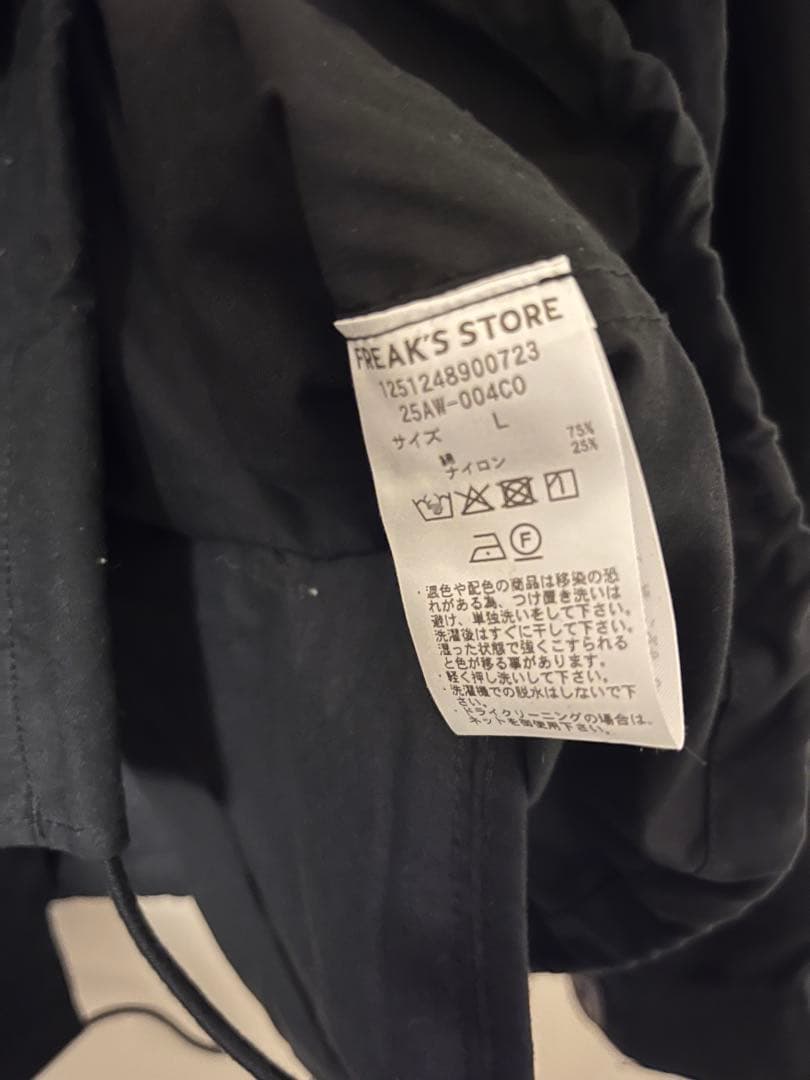 FREAK'S STORE
1251248900723
25AW-004CO
サイズ L
綿 75%
ナイロン 25%
F
・濃色や配色の商品は移染の恐
れがある為、つけ置き洗いは
避け、単独洗いをして下さい。
洗濯後はすぐに干して下さい。
湿った状態で強くこすられる
と色が移る事があります。
・軽く押し洗いして下さい。
・洗濯機での脱水はしないで下
さい。
・ドライクリーニングの場合は、
ネットを御使用下さい。